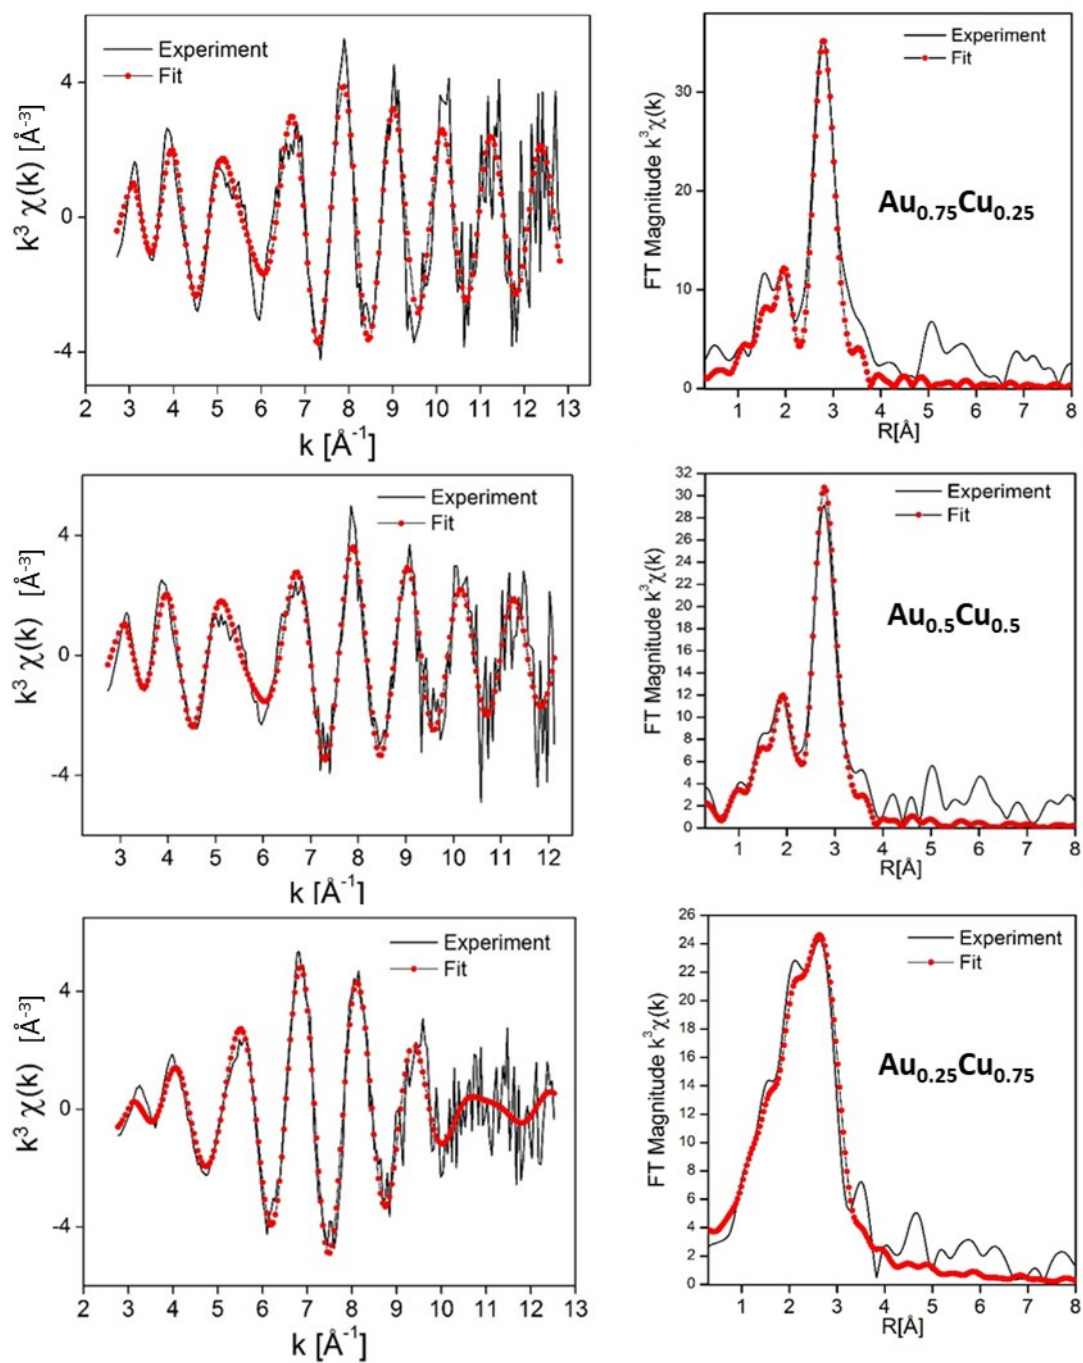 Experiment
Fit
k³ χ(k) [Å⁻³]
4
0
-4
2 3 4 5 6 7 8 9 10 11 12 13
k [Å⁻¹]
Experiment
Fit
FT Magnitude k³χ(k)
30
20
10
0
Au0.75Cu0.25
1 2 3 4 5 6 7 8
R[Å]
Experiment
Fit
k³ χ(k) [Å⁻³]
4
0
-4
3 4 5 6 7 8 9 10 11 12
k [Å⁻¹]
Experiment
Fit
FT Magnitude k³χ(k)
32
30
28
26
24
22
20
18
16
14
12
10
8
6
4
2
0
Au0.5Cu0.5
1 2 3 4 5 6 7 8
R[Å]
Experiment
Fit
k³ χ(k) [Å⁻³]
4
0
-4
2 3 4 5 6 7 8 9 10 11 12 13
k [Å⁻¹]
Experiment
Fit
FT Magnitude k³χ(k)
26
24
22
20
18
16
14
12
10
8
6
4
2
0
Au0.25Cu0.75
1 2 3 4 5 6 7 8
R[Å]